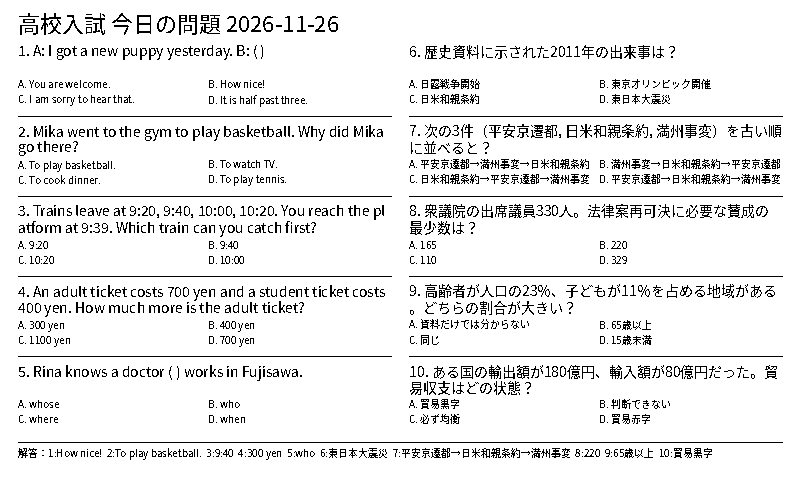 高校入試 今日の問題 2026-11-26
1. A: I got a new puppy yesterday. B: ( )
A. You are welcome.
B. How nice!
C. I am sorry to hear that.
D. It is half past three.
2. Mika went to the gym to play basketball. Why did Mika
go there?
A. To play basketball.
B. To watch TV.
C. To cook dinner.
D. To play tennis.
3. Trains leave at 9:20, 9:40, 10:00, 10:20. You reach the pl
atform at 9:39. Which train can you catch first?
A. 9:20
B. 9:40
C. 10:20
D. 10:00
4. An adult ticket costs 700 yen and a student ticket costs
400 yen. How much more is the adult ticket?
A. 300 yen
B. 400 yen
C. 1100 yen
D. 700 yen
5. Rina knows a doctor ( ) works in Fujisawa.
A. whose
B. who
C. where
D. when
6. 歴史資料に示された2011年の出来事は？
A. 日露戦争開始
B. 東京オリンピック開催
C. 日米和親条約
D. 東日本大震災
7. 次の3件（平安京遷都, 日米和親条約, 満州事変）を古い順
に並べると？
A. 平安京遷都→満州事変→日米和親条約
B. 満州事変→日米和親条約→平安京遷都
C. 日米和親条約→平安京遷都→満州事変
D. 平安京遷都→日米和親条約→満州事変
8. 衆議院の出席議員330人。法律案再可決に必要な賛成の
最少数は？
A. 165
B. 220
C. 110
D. 329
9. 高齢者が人口の23%、子どもが11%を占める地域がある
。どちらの割合が大きい？
A. 資料だけでは分からない
B. 65歳以上
C. 同じ
D. 15歳未満
10. ある国の輸出額が180億円、輸入額が80億円だった。貿
易収支はどの状態？
A. 貿易黒字
B. 判断できない
C. 必ず均衡
D. 貿易赤字
解答：1:How nice! 2:To play basketball. 3:9:40 4:300 yen 5:who 6:東日本大震災 7:平安京遷都→日米和親条約→満州事変 8:220 9:65歳以上 10:貿易黒字